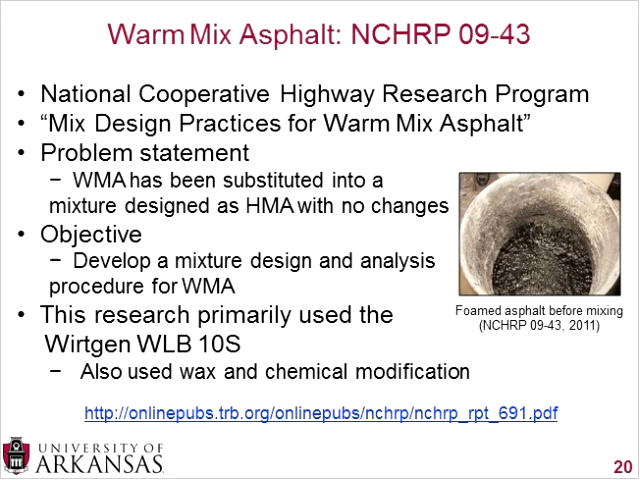 Warm Mix Asphalt: NCHRP 09-43
• National Cooperative Highway Research Program
• “Mix Design Practices for Warm Mix Asphalt”
• Problem statement
− WMA has been substituted into a
mixture designed as HMA with no changes
• Objective
− Develop a mixture design and analysis
procedure for WMA
• This research primarily used the
Wirtgen WLB 10S
− Also used wax and chemical modification
Foamed asphalt before mixing
(NCHRP 09-43, 2011)
http://onlinepubs.trb.org/onlinepubs/nchrp/nchrp_rpt_691.pdf
UNIVERSITY OF
ARKANSAS
20